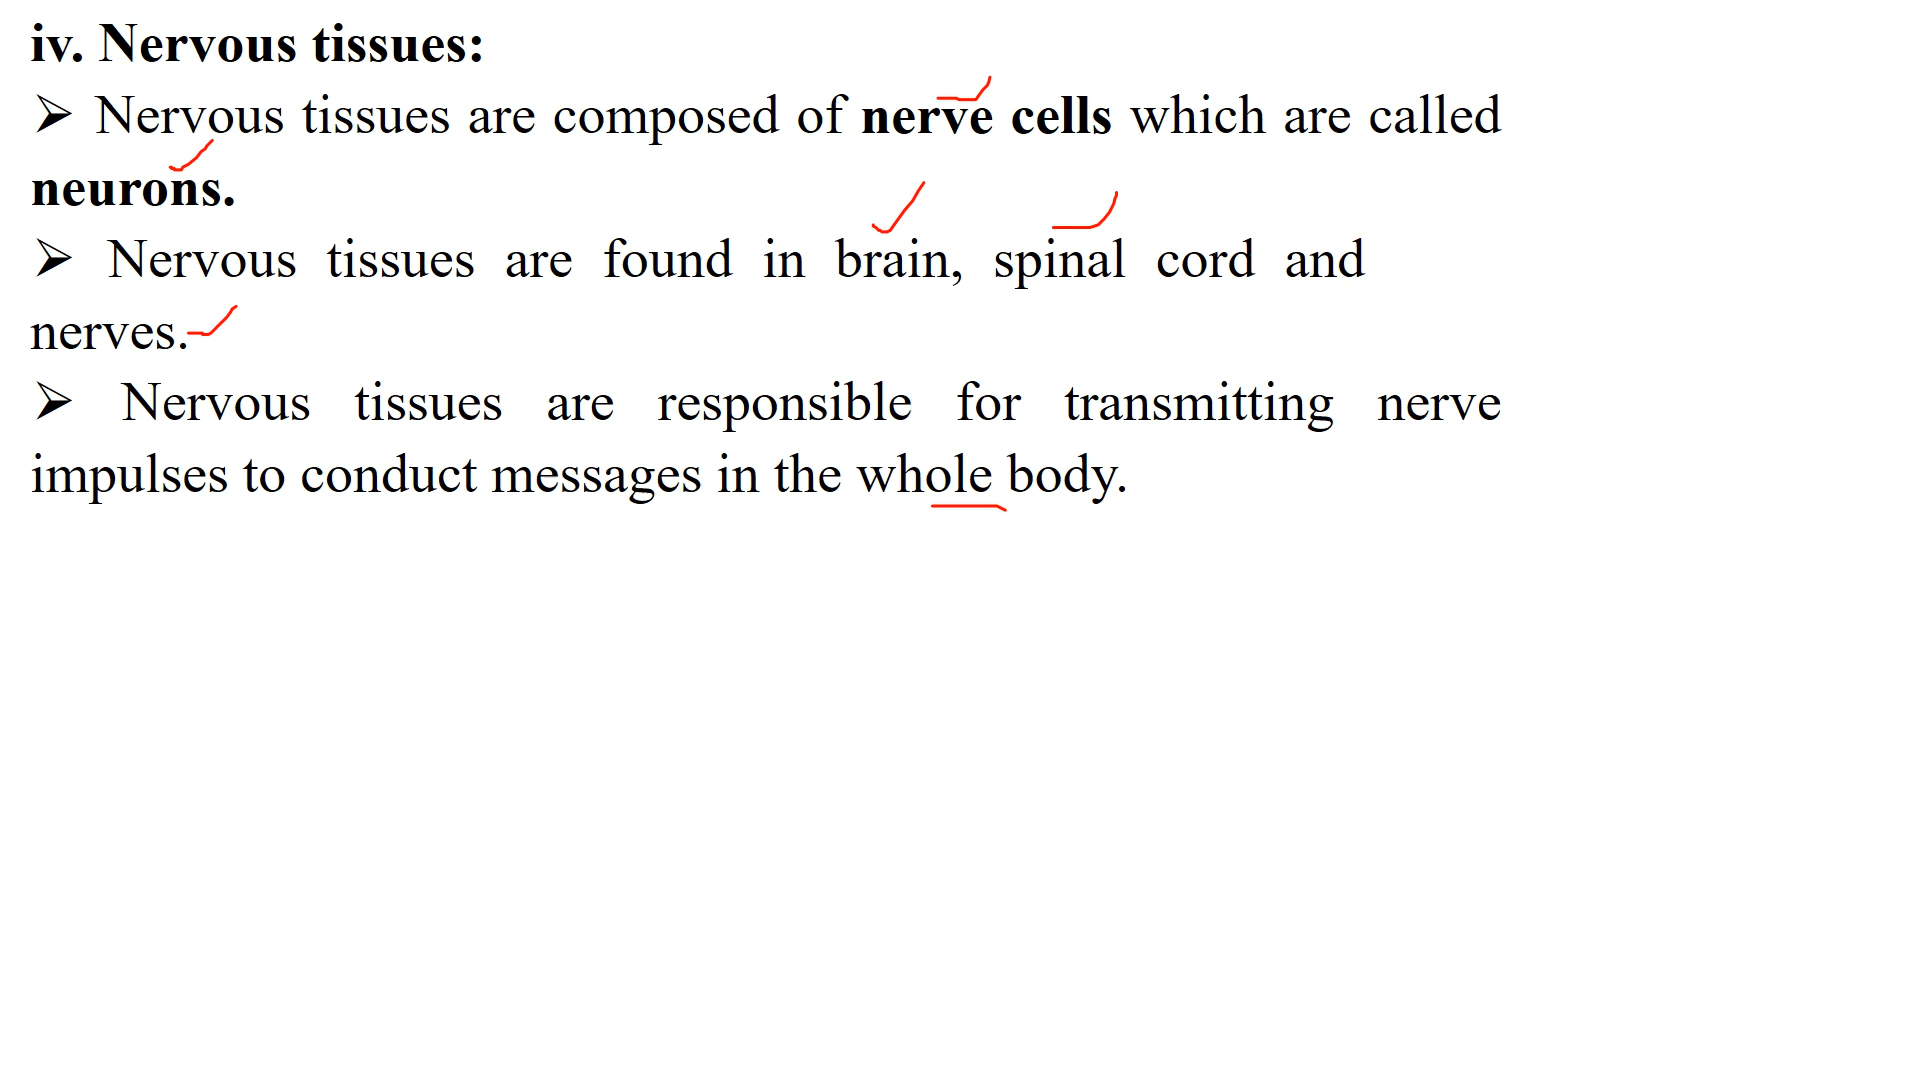 iv. Nervous tissues:
➢ Nervous tissues are composed of nerve cells which are called
neurons.
➢ Nervous tissues are found in brain, spinal cord and
nerves.
➢ Nervous tissues are responsible for transmitting nerve
impulses to conduct messages in the whole body.